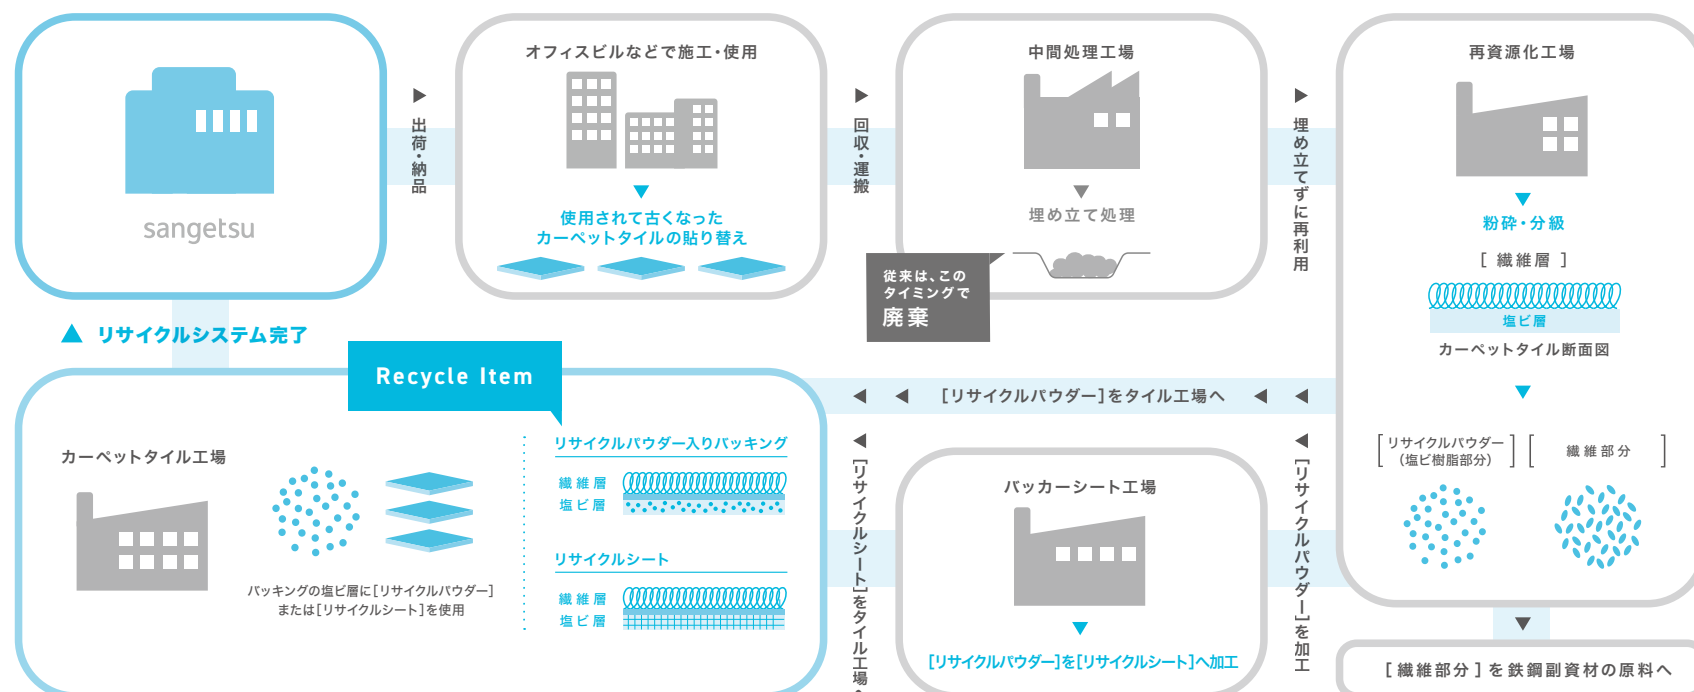 sangetsu
▶ 出荷・納品
オフィスビルなどで施工・使用
使用されて古くなった
カーペットタイルの貼り替え
▶ 回収・運搬
中間処理工場
埋め立て処理
従来は、この
タイミングで
廃棄
▶ 埋め立てずに再利用
再資源化工場
粉砕・分級
[ 繊維層 ]
塩ビ層
カーペットタイル断面図
[リサイクルパウダー
(塩ビ樹脂部分)]
[繊維部分]
[繊維部分]を鉄鋼副資材の原料へ
◀ ◀ [リサイクルパウダー]をタイル工場へ ◀ ◀
◀ [リサイクルパウダー]を加工
バッカーシート工場
[リサイクルパウダー]を[リサイクルシート]へ加工
◀ [リサイクルシート]をタイル工場へ
▲ リサイクルシステム完了
Recycle Item
カーペットタイル工場
バッキングの塩ビ層に[リサイクルパウダー]
または[リサイクルシート]を使用
リサイクルパウダー入りバッキング
繊維層
塩ビ層
リサイクルシート
繊維層
塩ビ層